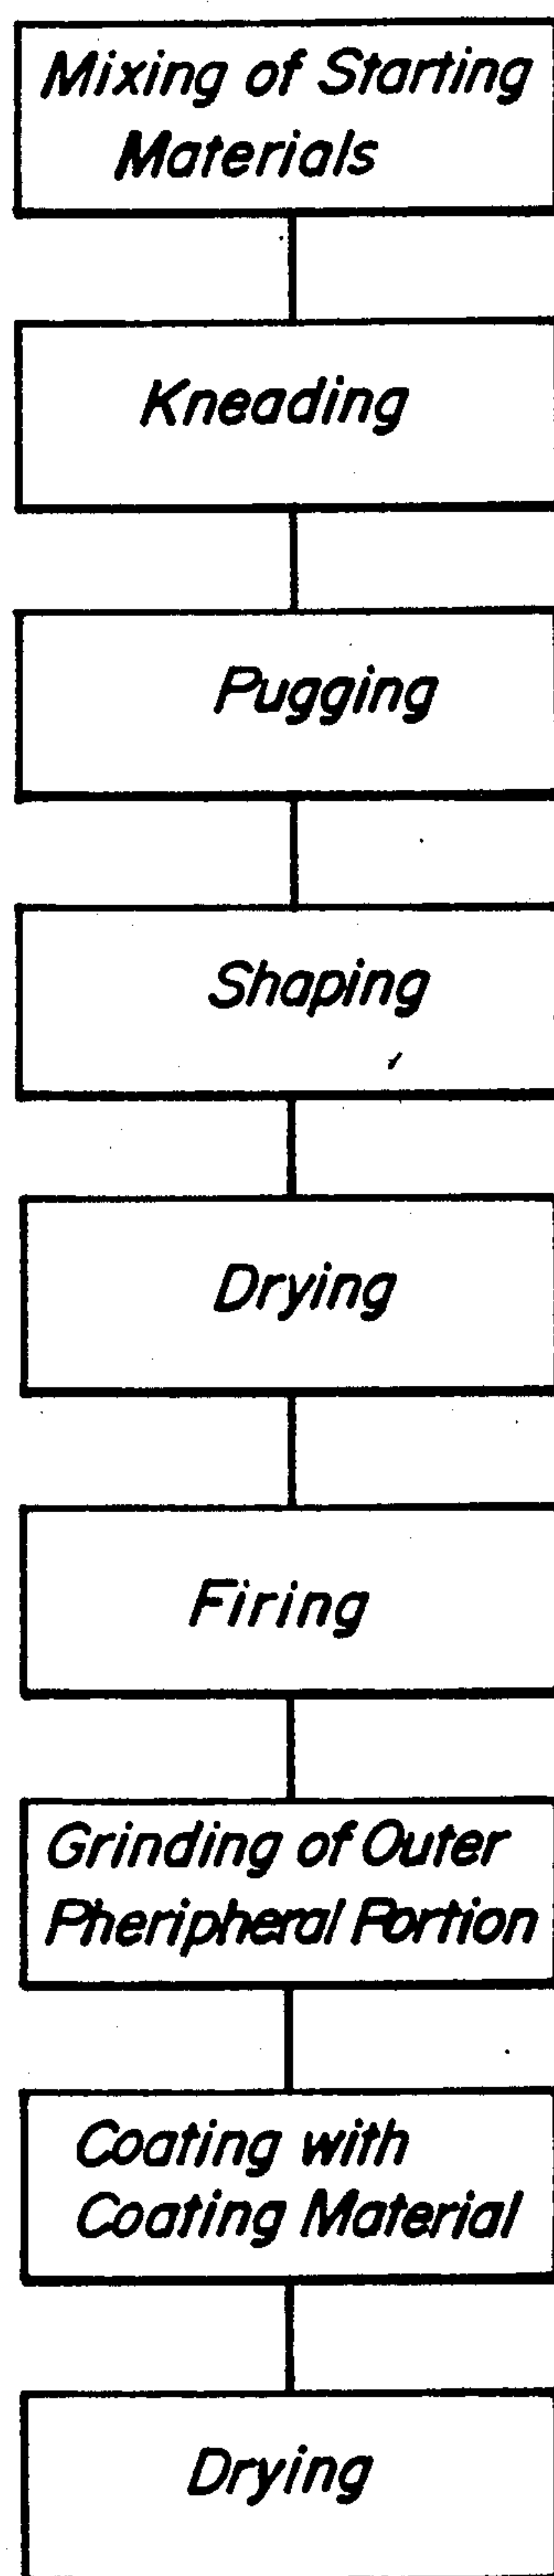 Mixing of Starting
Materials
Kneading
Pugging
Shaping
Drying
Firing
Grinding of Outer
Pheripheral Portion
Coating with
Coating Material
Drying